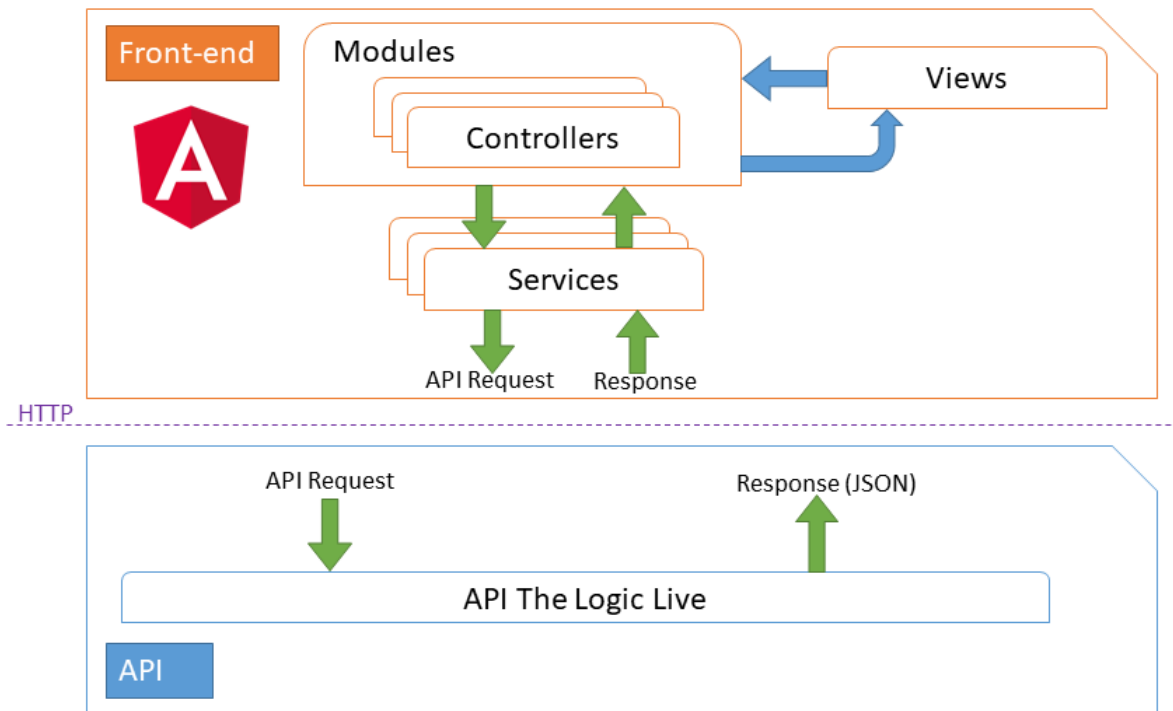 Front-end
Modules
Views
Controllers
Services
API Request
Response
HTTP
API Request
Response (JSON)
API The Logic Live
API